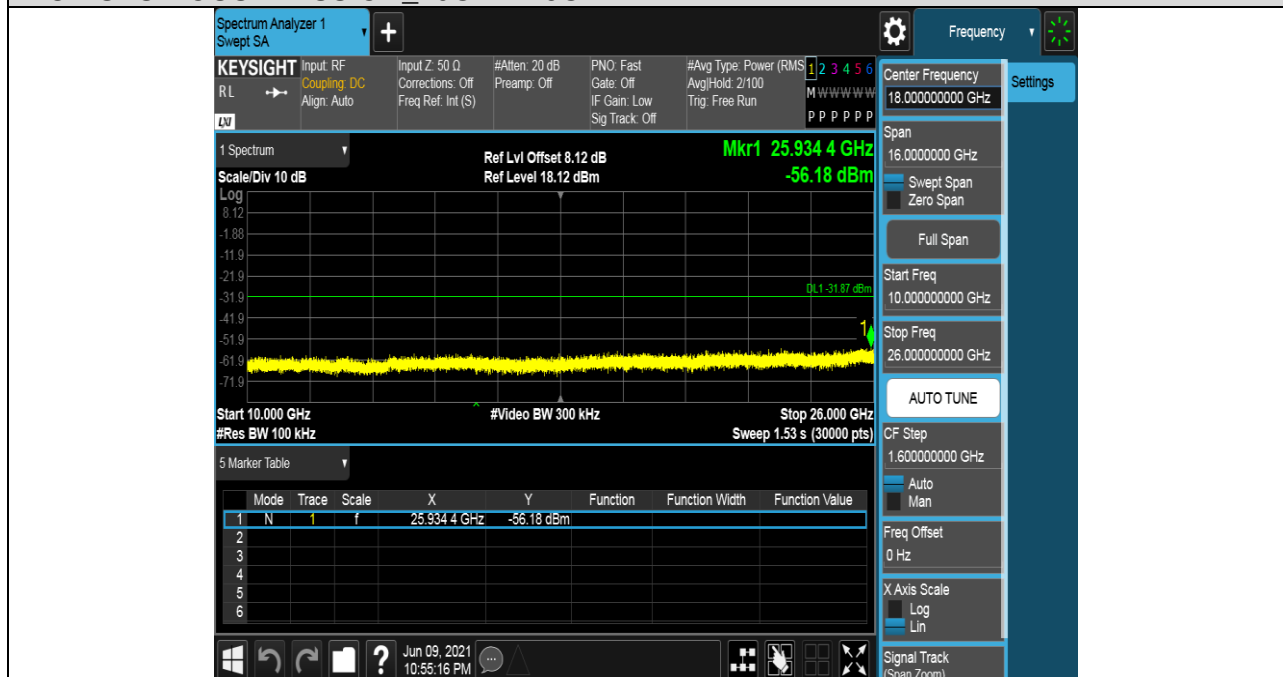 Spectrum Analyzer 1
Swept SA
+
Frequency
KEYSIGHT
RL
LXI
Input: RF
Coupling: DC
Align: Auto
Input Z: 50 Ω
Corrections: Off
Freq Ref: Int (S)
#Atten: 20 dB
Preamp: Off
PNO: Fast
Gate: Off
IF Gain: Low
Sig Track: Off
#Avg Type: Power (RMS
Avg|Hold: 2/100
Trig: Free Run
1 2 3 4 5 6
M W W W W W
P P P P P P
1 Spectrum
Scale/Div 10 dB
Ref Lvl Offset 8.12 dB
Ref Level 18.12 dBm
Mkr1 25.934 4 GHz
-56.18 dBm
Log
8.12
-1.88
-11.9
-21.9
-31.9
-41.9
-51.9
-61.9
-71.9
DL1 -31.87 dBm
1
Start 10.000 GHz
#Res BW 100 kHz
#Video BW 300 kHz
Stop 26.000 GHz
Sweep 1.53 s (30000 pts)
5 Marker Table
Mode Trace Scale X Y Function Function Width Function Value
1 N 1 f 25.934 4 GHz -56.18 dBm
2
3
4
5
6
Jun 09, 2021
10:55:16 PM
Center Frequency
18.000000000 GHz
Settings
Span
16.0000000 GHz
Swept Span
Zero Span
Full Span
Start Freq
10.000000000 GHz
Stop Freq
26.000000000 GHz
AUTO TUNE
CF Step
1.600000000 GHz
Auto
Man
Freq Offset
0 Hz
X Axis Scale
Log
Lin
Signal Track
(Span Zoom)